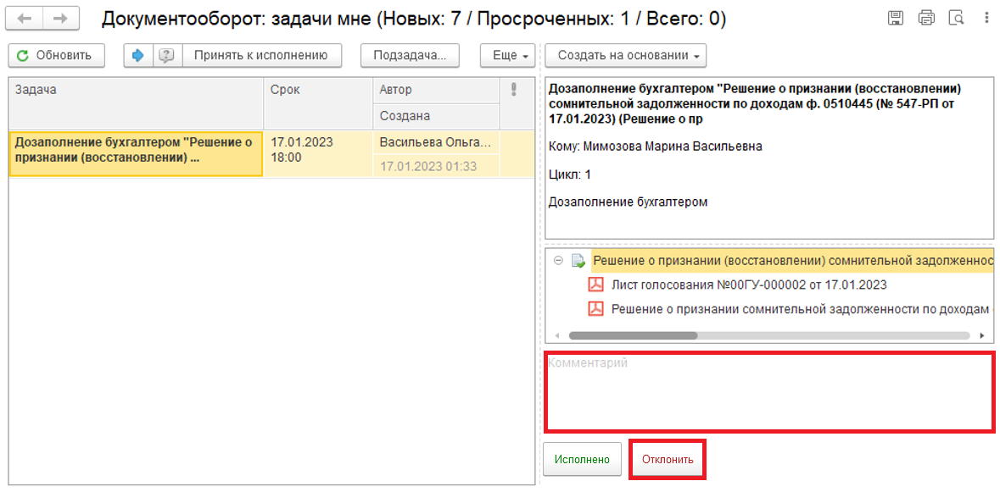 Документооборот: задачи мне (Новых: 7 / Просроченных: 1 / Всего: 0)
Обновить
Принять к исполнению
Подзадача...
Еще
Создать на основании
Задача
Срок
Автор
Создана
Дозаполнение бухгалтером "Решение о
признании (восстановлении) ...
17.01.2023
18:00
Васильева Ольга...
17.01.2023 01:33
Дозаполнение бухгалтером "Решение о признании (восстановлении)
сомнительной задолженности по доходам ф. 0510445 (№ 547-РП от
17.01.2023) (Решение о пр
Кому: Мимозова Марина Васильевна
Цикл: 1
Дозаполнение бухгалтером
Решение о признании (восстановлении) сомнительной задолженнос
Лист голосования №00ГУ-000002 от 17.01.2023
Решение о признании сомнительной задолженности по доходам
Комментарий
Исполнено
Отклонить